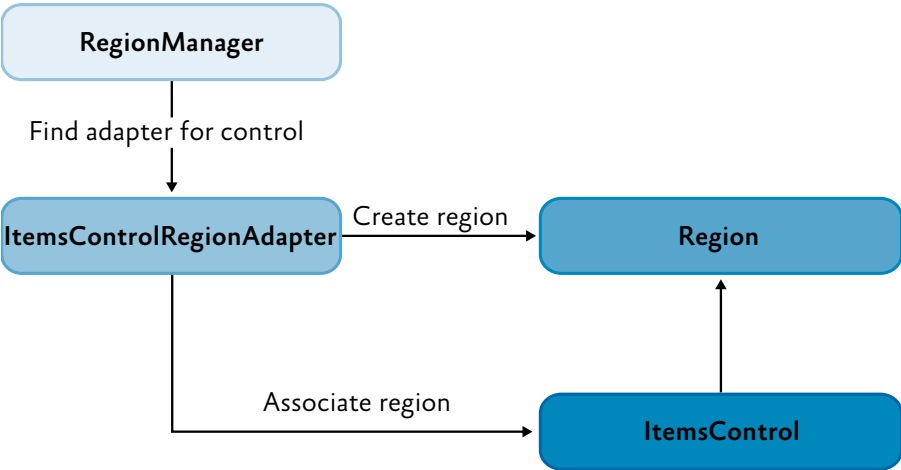 RegionManager
Find adapter for control
ItemsControlRegionAdapter
Create region
Region
Associate region
ItemsControl